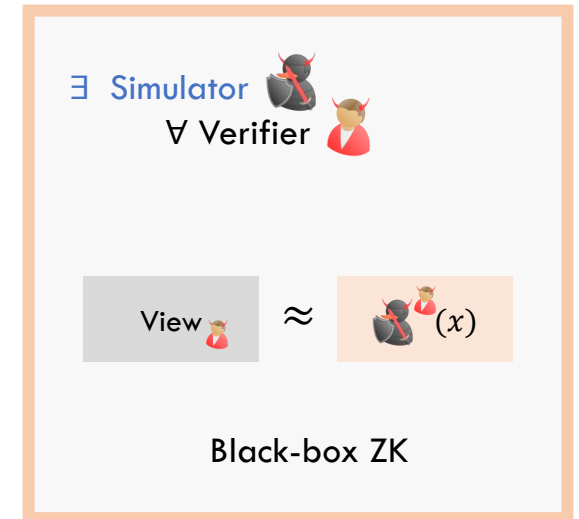 ∃ Simulator
∀ Verifier
View ≈ (𝑥)
Black-box ZK